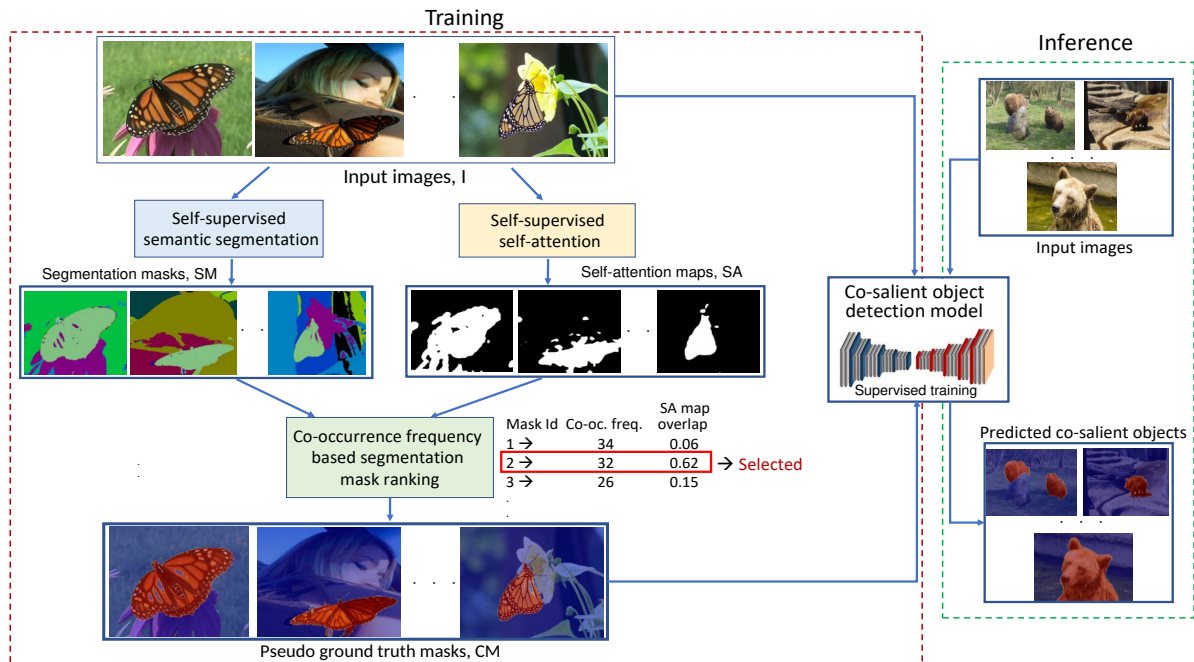 Training
Inference
Input images, I
Input images
Self-supervised
semantic segmentation
Self-supervised
self-attention
Segmentation masks, SM
Self-attention maps, SA
Co-salient object
detection model
Supervised training
Co-occurrence frequency
based segmentation
mask ranking
Mask Id Co-oc. freq. SA map overlap
1 → 34 0.06
2 → 32 0.62 → Selected
3 → 26 0.15
Predicted co-salient objects
Pseudo ground truth masks, CM